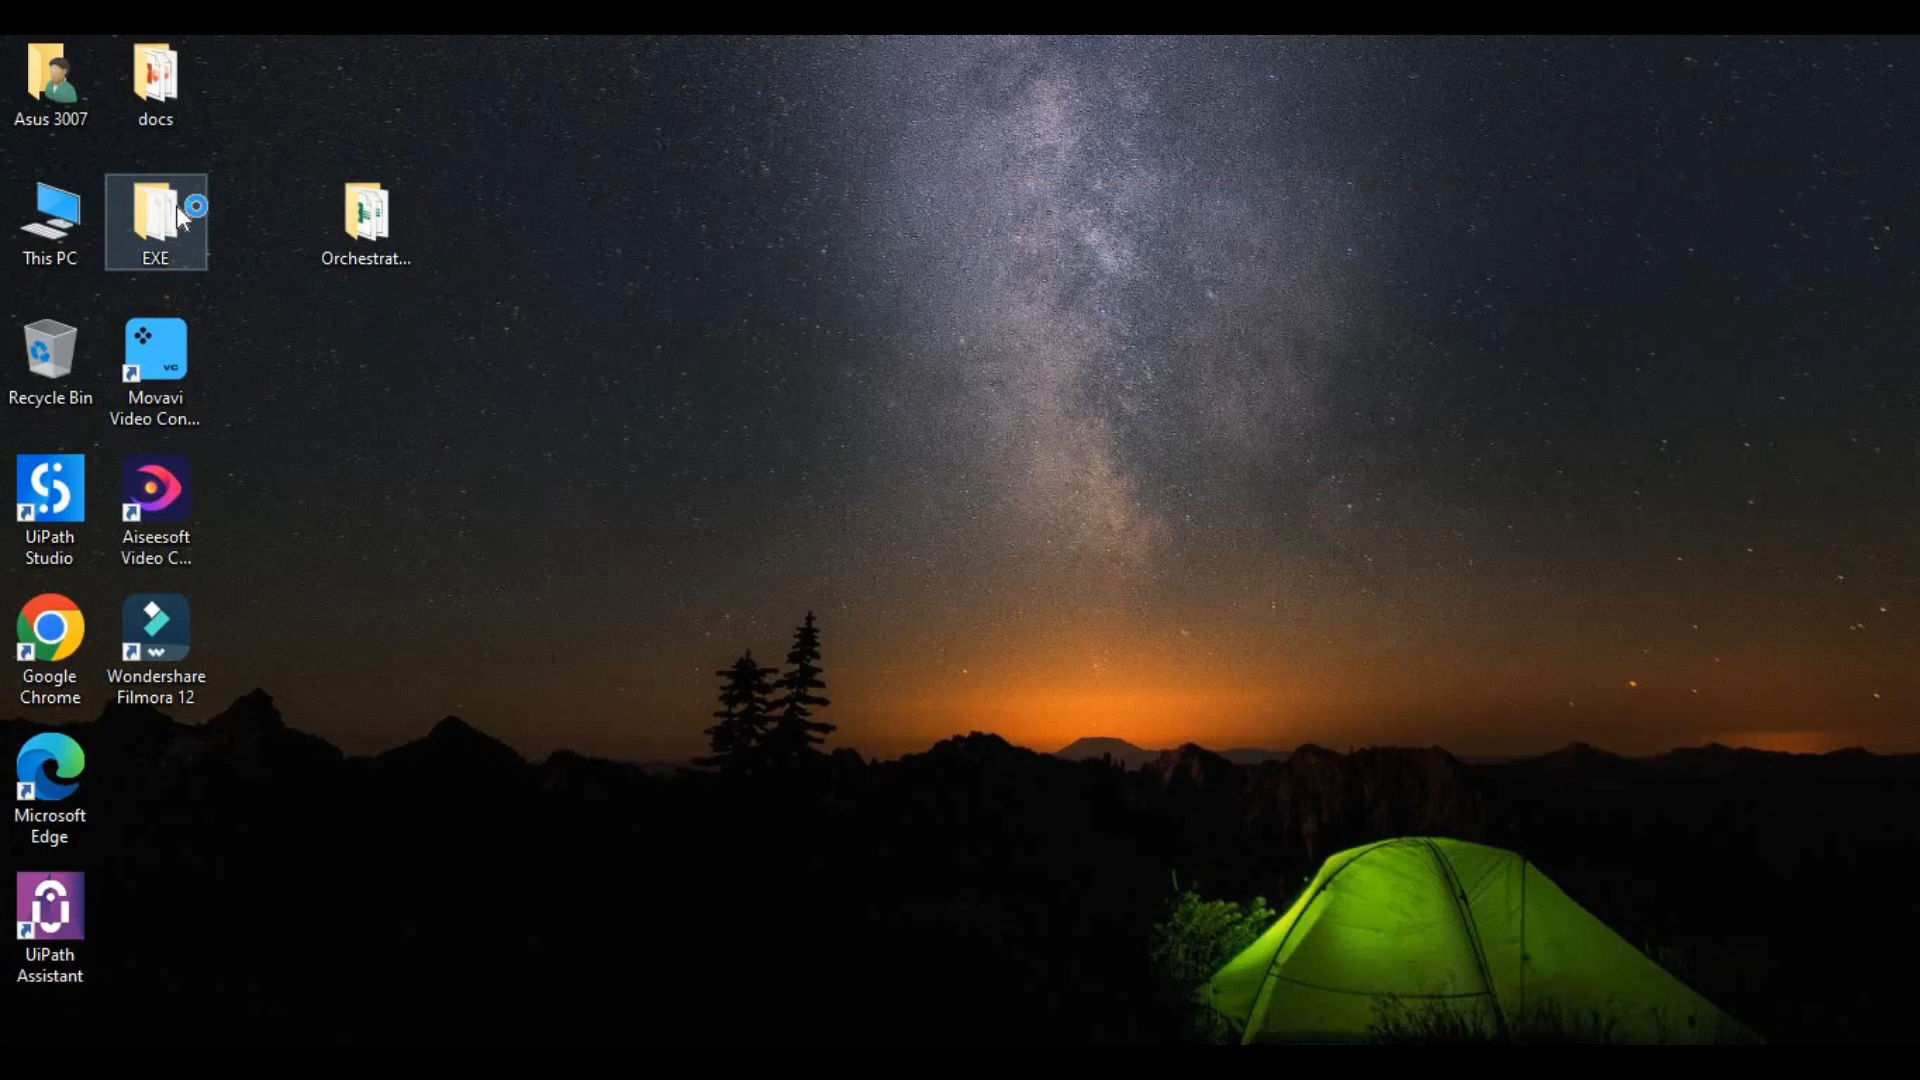 Asus 3007
docs
This PC
EXE
Orchestrat...
Recycle Bin
Movavi
Video Con...
vc
UiPath
Studio
Aiseesoft
Video C...
Google
Chrome
Wondershare
Filmora 12
Microsoft
Edge
UiPath
Assistant